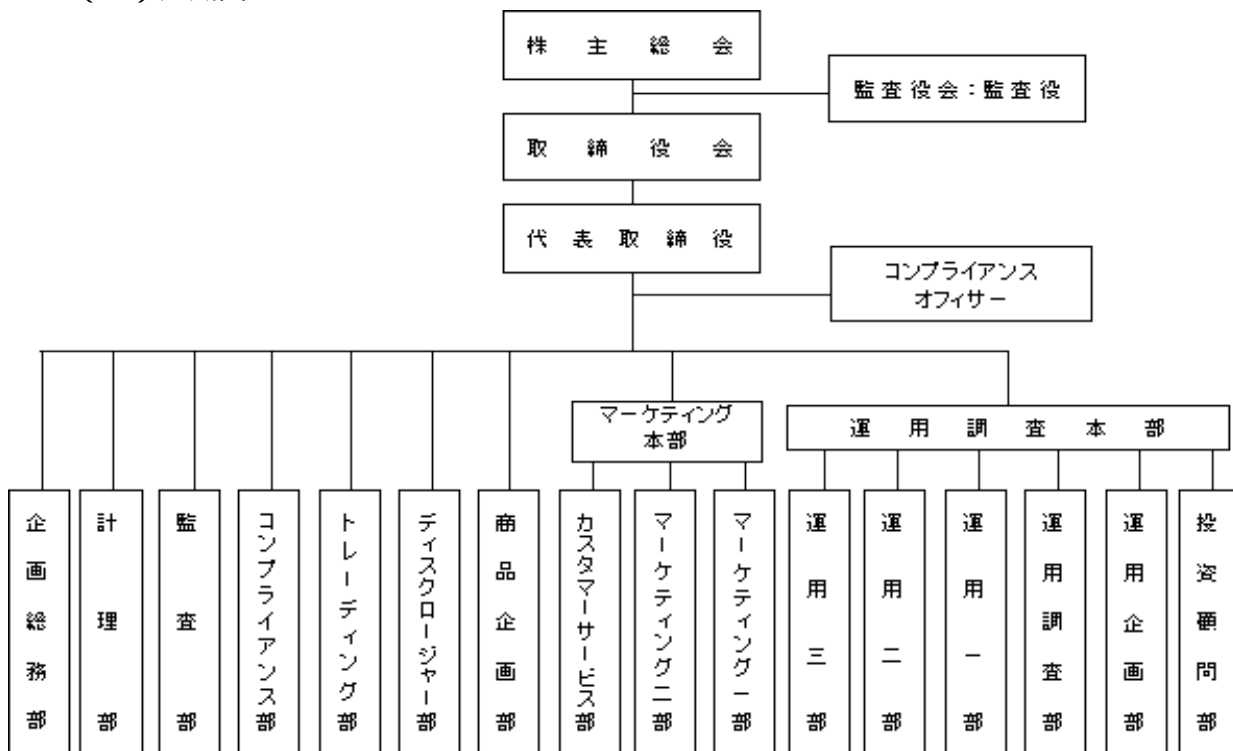 株主総会
監査役会：監査役
取締役会
代表取締役
コンプライアンス
オフィサー
マーケティング
本部
運用調査本部
企画総務部
計理部
監査部
コンプライアンス部
トレーディング部
ディスクロージャー部
商品企画部
カスタマーサービス部
マーケティング二部
マーケティング一部
運用三部
運用二部
運用一部
運用調査部
運用企画部
投資顧問部